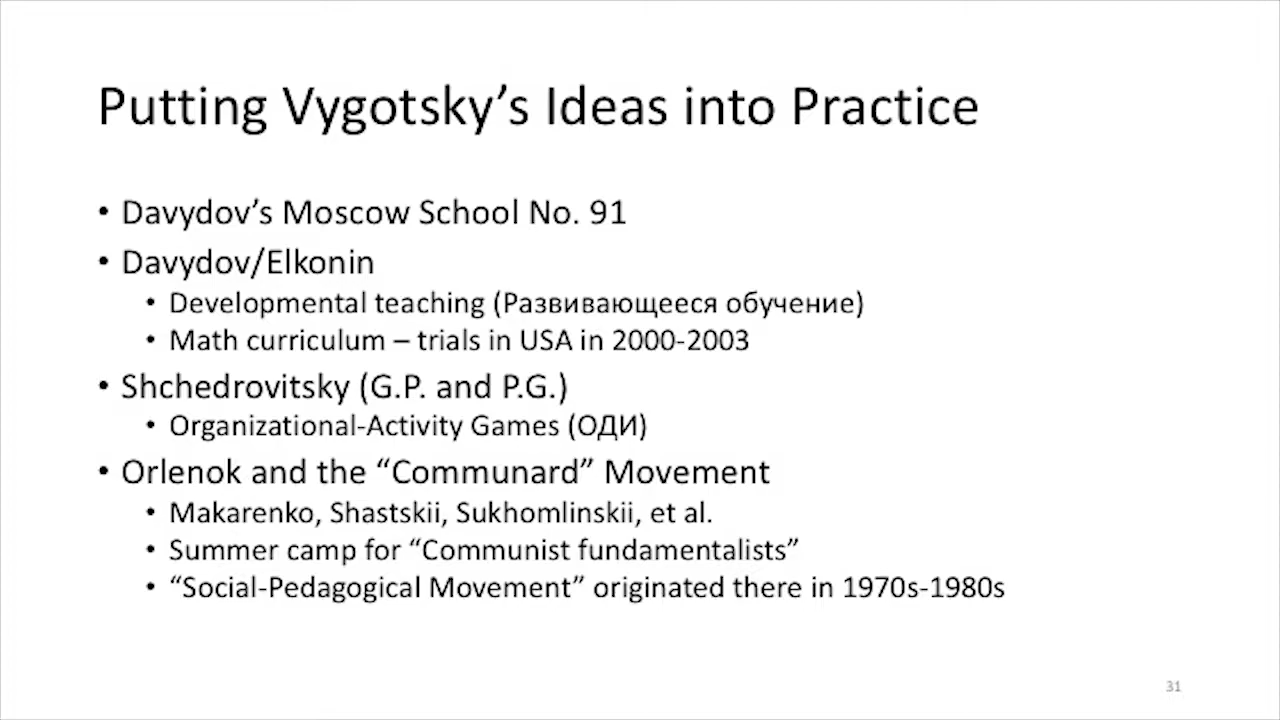 Putting Vygotsky’s Ideas into Practice
• Davydov’s Moscow School No. 91
• Davydov/Elkonin
• Developmental teaching (Развивающееся обучение)
• Math curriculum – trials in USA in 2000-2003
• Shchedrovitsky (G.P. and P.G.)
• Organizational-Activity Games (ОДИ)
• Orlenok and the “Communard” Movement
• Makarenko, Shastskii, Sukhomlinskii, et al.
• Summer camp for “Communist fundamentalists”
• “Social-Pedagogical Movement” originated there in 1970s-1980s
31